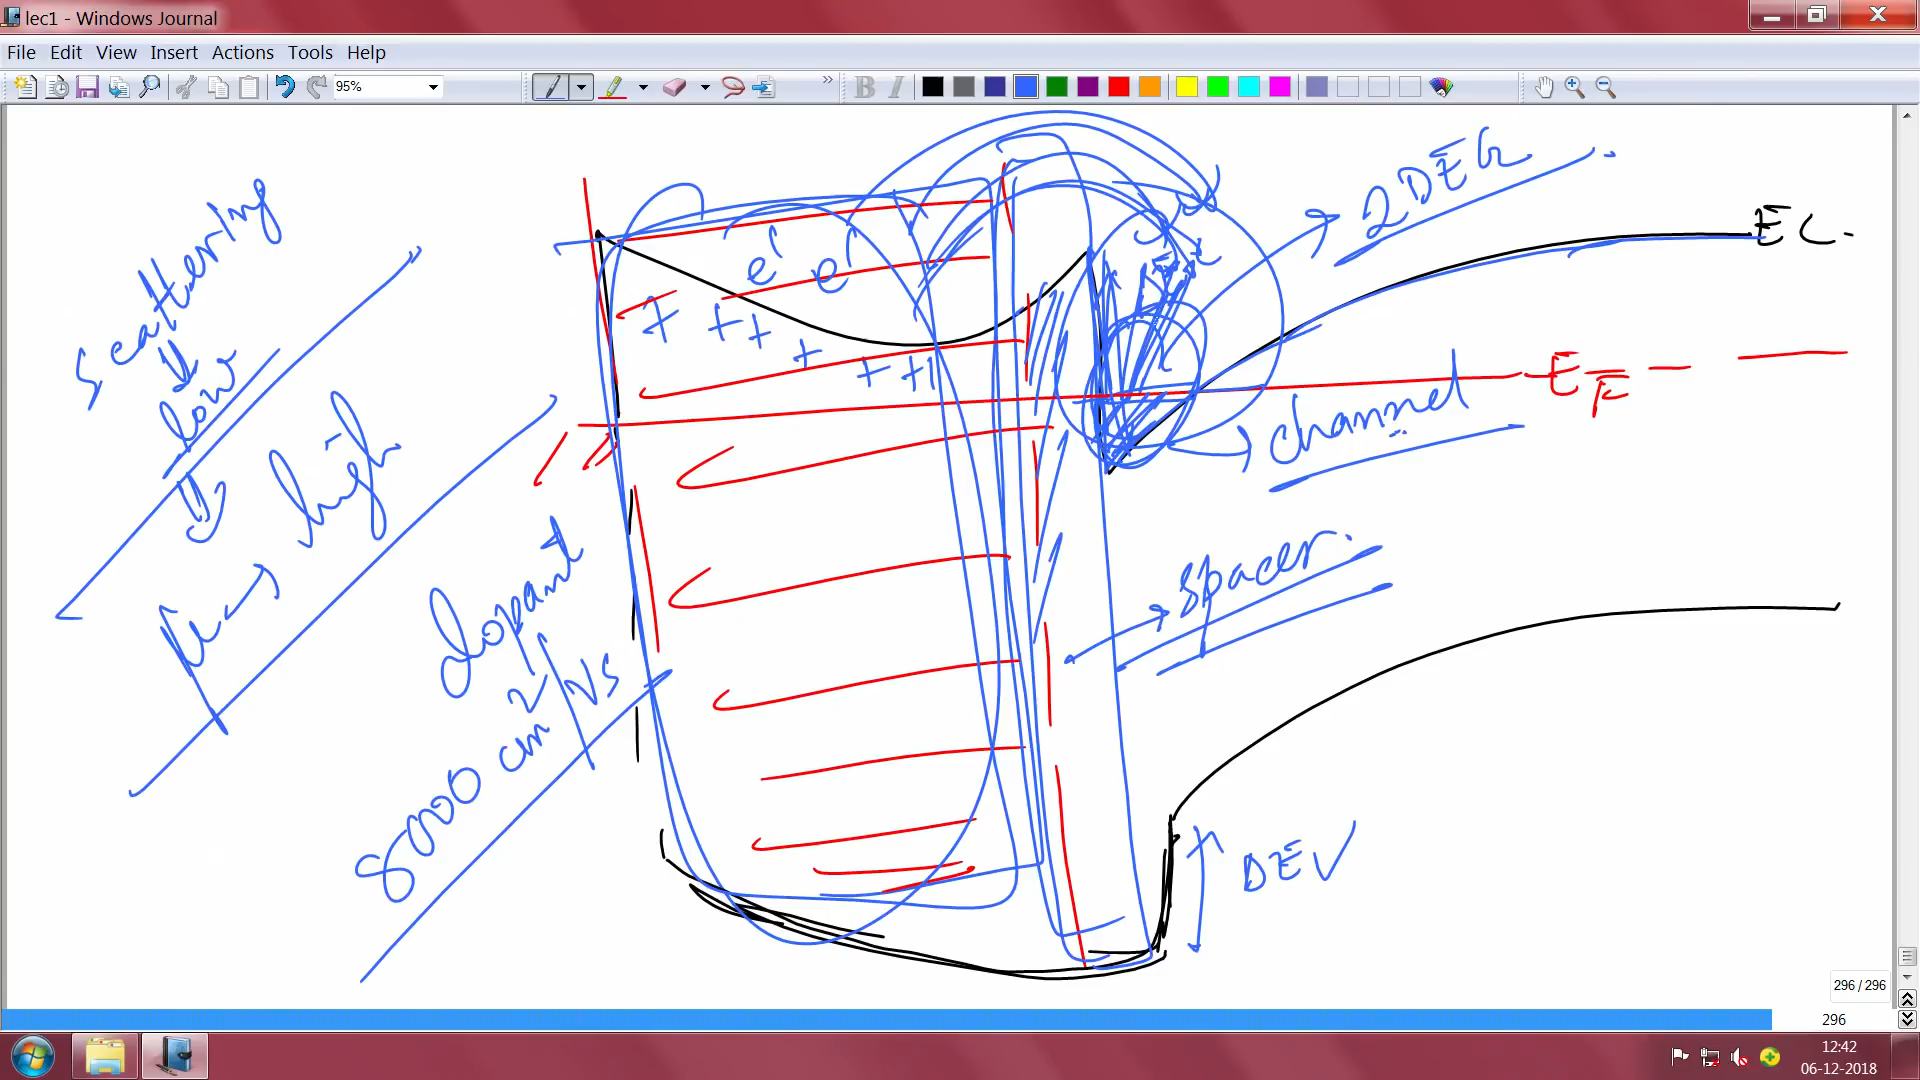 lec1 - Windows Journal
File Edit View Insert Actions Tools Help
95%
B I
scattering
low
μ → high
dopant
8000 cm2/Vs
e- e-
+ + + + + +
2DEG
EC
EF
channel
spacer
ΔEV
296 / 296
296
12:42
06-12-2018